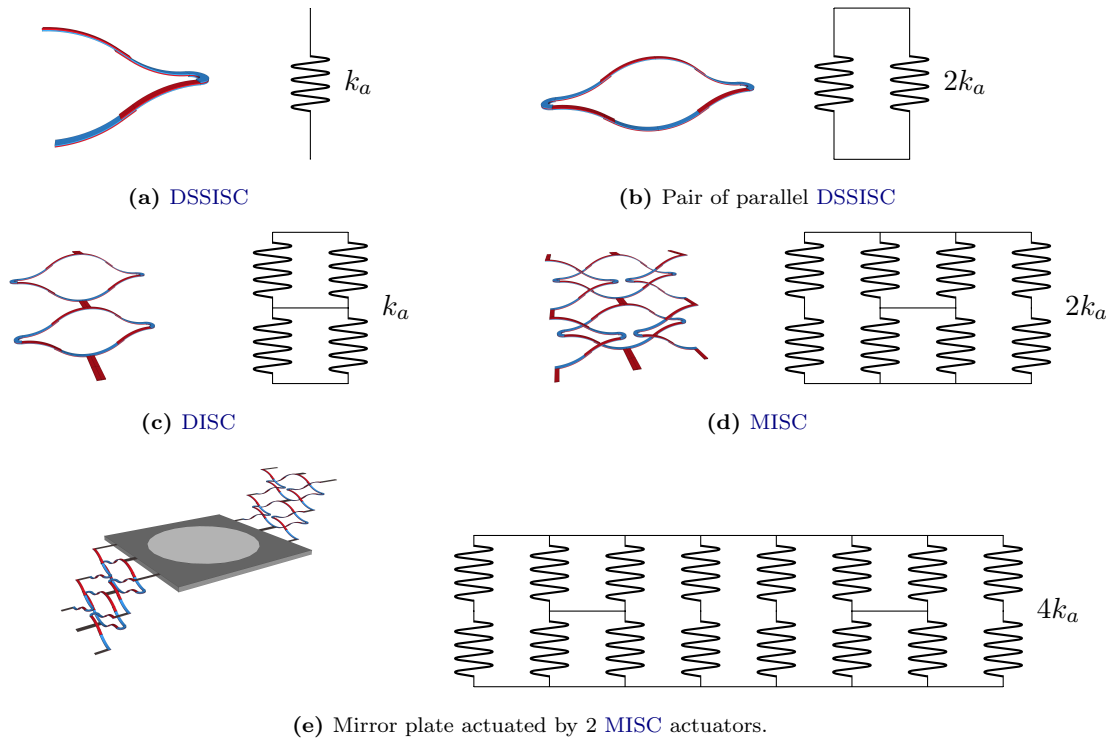 k_a
2k_a
(a) DSSISC
(b) Pair of parallel DSSISC
k_a
2k_a
(c) DISC
(d) MISC
4k_a
(e) Mirror plate actuated by 2 MISC actuators.